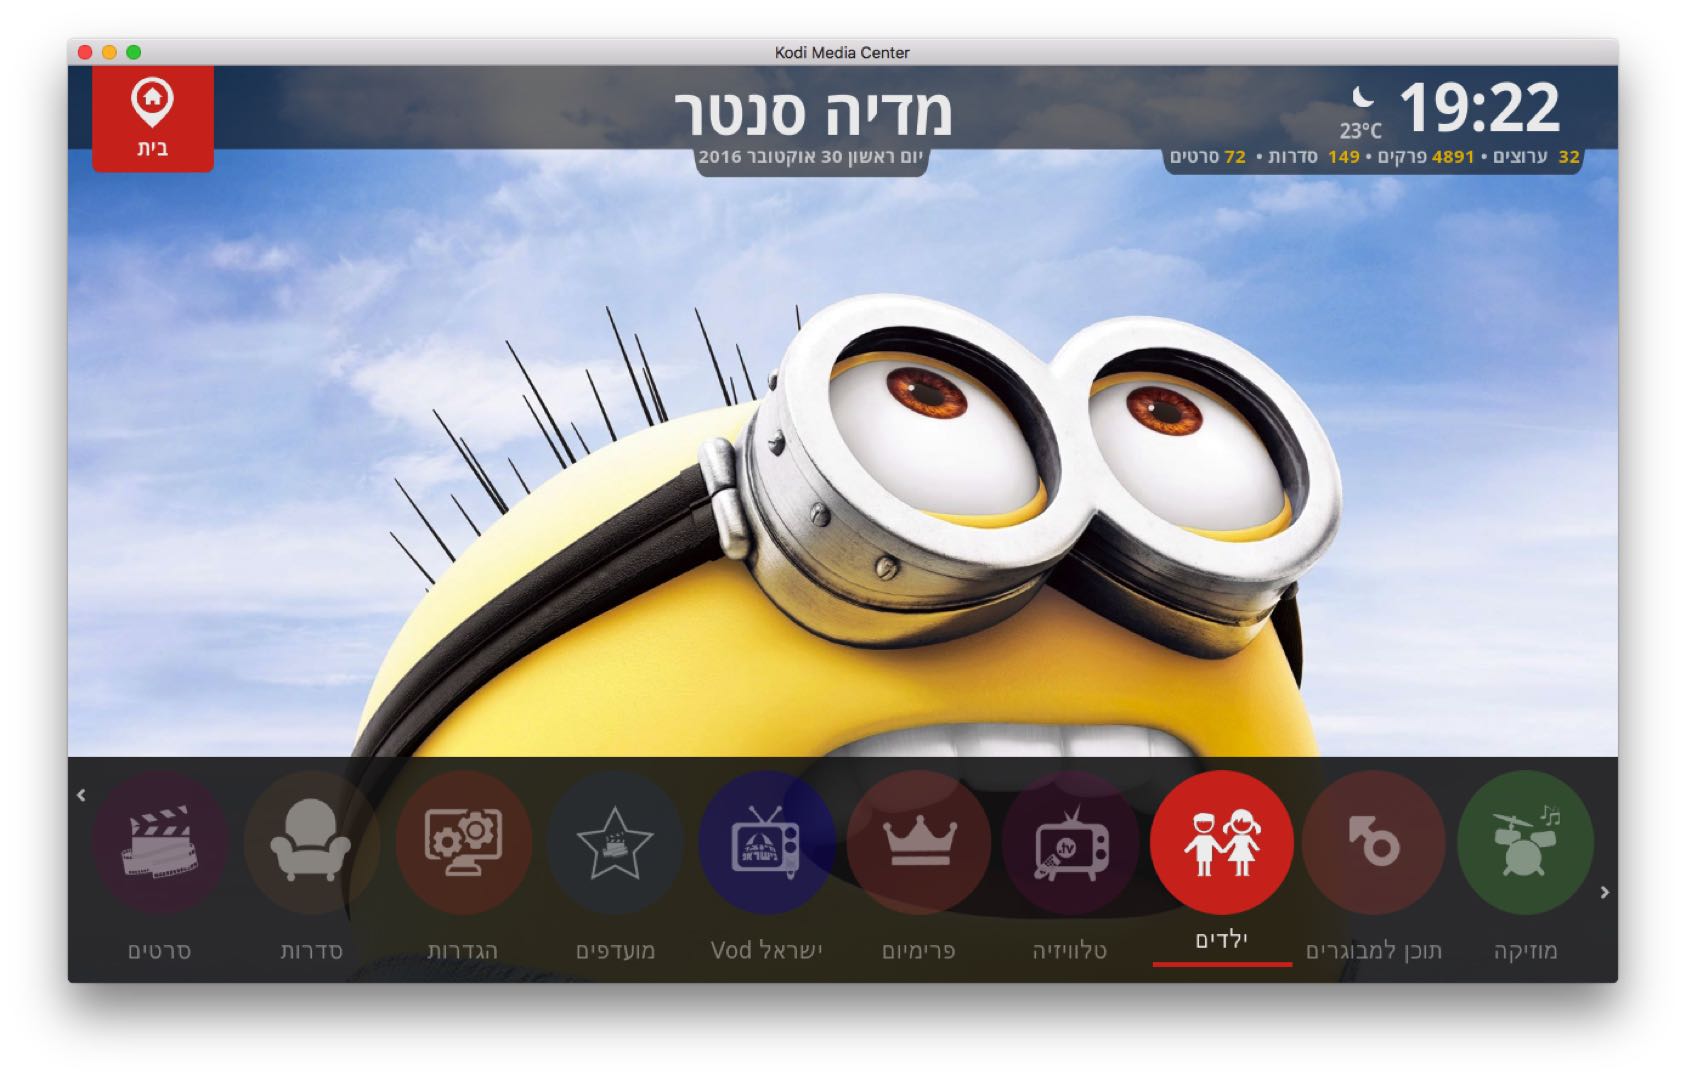 Kodi Media Center
בית
מדיה סנטר
יום ראשון 30 אוקטובר 2016
19:22
23°C
32 ערוצים • 4891 פרקים • 149 סדרות • 72 סרטים
.tv
סרטים
סדרות
הגדרות
מועדפים
ישראל Vod
פרימיום
טלוויזיה
ילדים
תוכן למבוגרים
מוזיקה